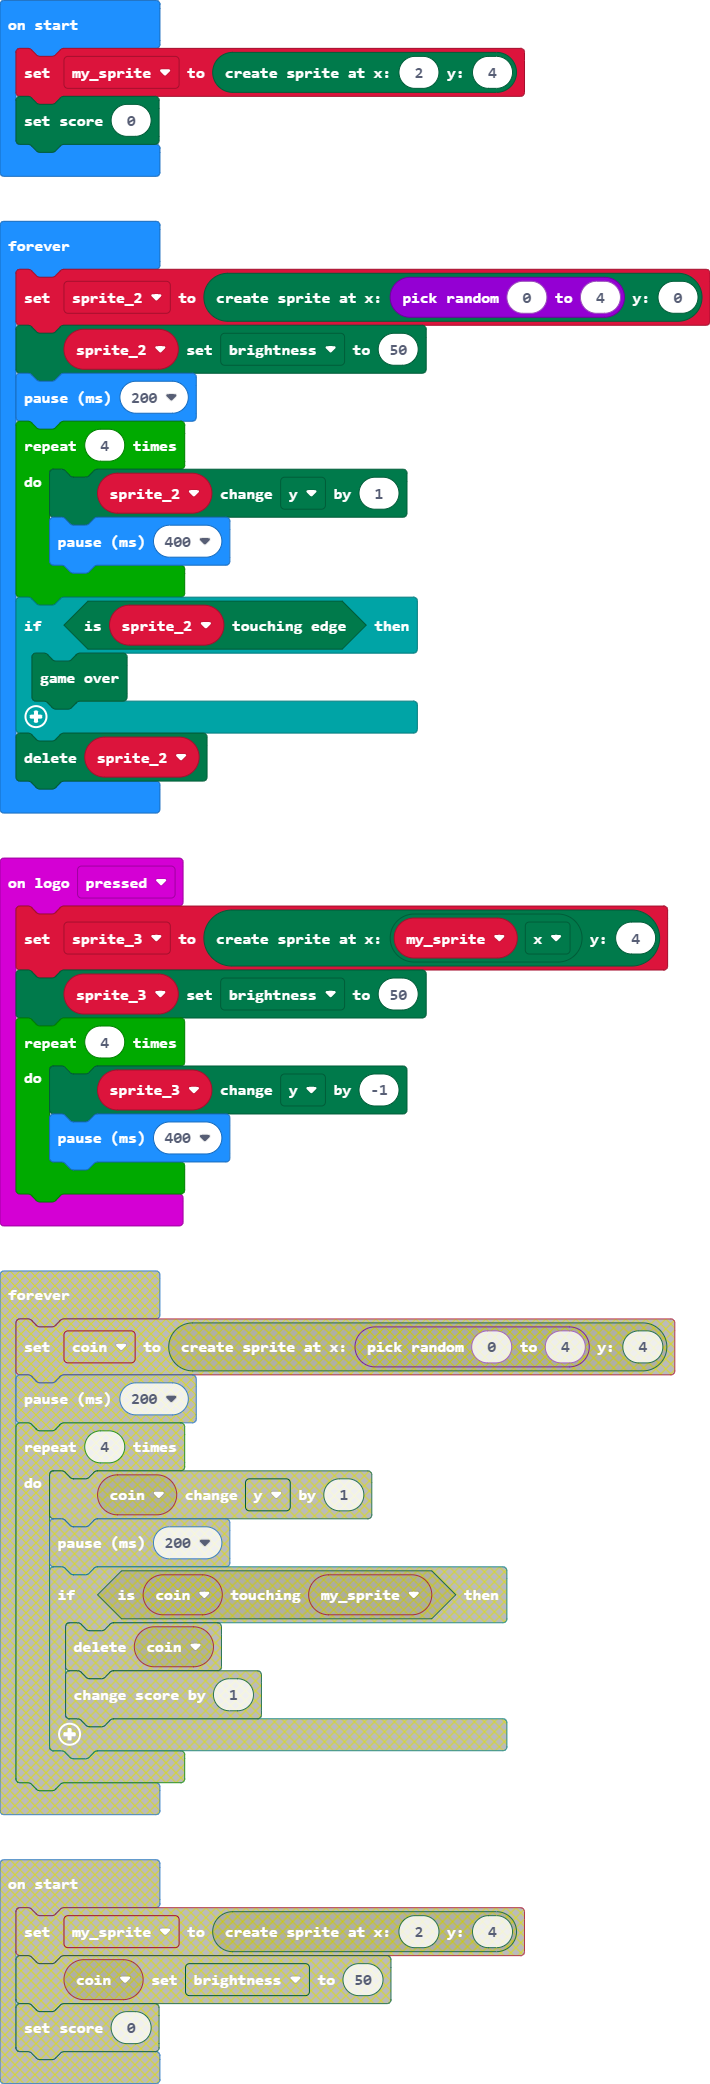 on start
set my_sprite to create sprite at x: 2 y: 4
set score 0
forever
set sprite_2 to create sprite at x: pick random 0 to 4 y: 0
sprite_2 set brightness to 50
pause (ms) 200
repeat 4 times
do sprite_2 change y by 1
pause (ms) 400
if is sprite_2 touching edge then
game over
delete sprite_2
on logo pressed
set sprite_3 to create sprite at x: my_sprite x y: 4
sprite_3 set brightness to 50
repeat 4 times
do sprite_3 change y by -1
pause (ms) 400
forever
set coin to create sprite at x: pick random 0 to 4 y: 4
pause (ms) 200
repeat 4 times
do coin change y by 1
pause (ms) 200
if is coin touching my_sprite then
delete coin
change score by 1
on start
set my_sprite to create sprite at x: 2 y: 4
coin set brightness to 50
set score 0